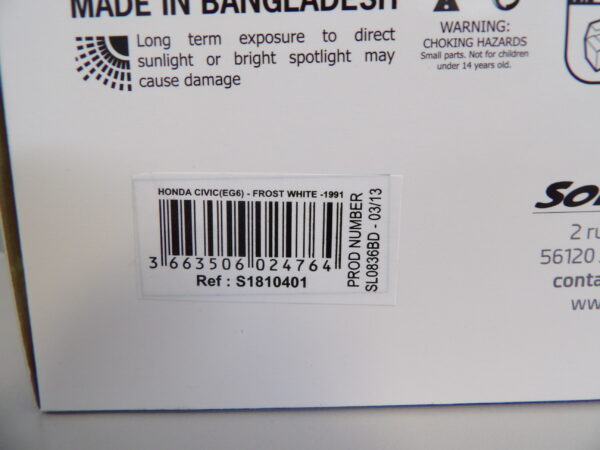 MADE IN BANGLADESH
Long term exposure to direct
sunlight or bright spotlight may
cause damage
WARNING:
CHOKING HAZARDS
Small parts. Not for children
under 14 years old.
HONDA CIVIC(EG6) - FROST WHITE -1991
3 663506 024764
Ref : S1810401
PROD NUMBER
SL0836BD - 03/13
2 ru
56120
conta
ww